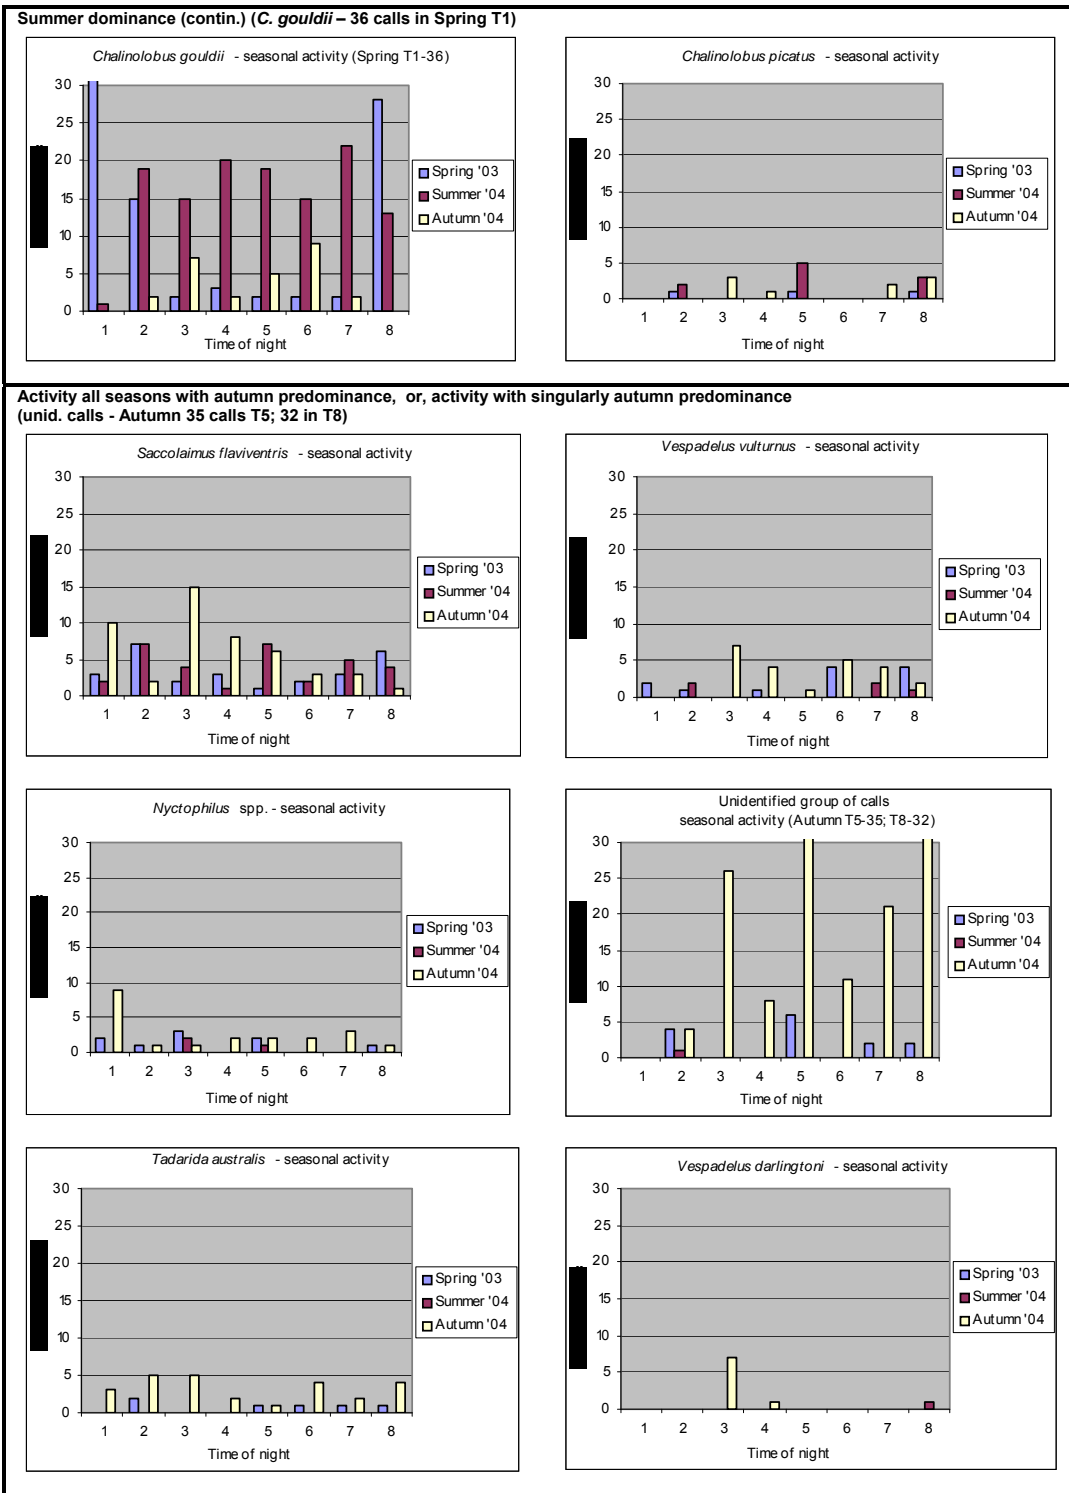 Summer dominance (contin.) (C. gouldii – 36 calls in Spring T1)
Chalinolobus gouldii - seasonal activity (Spring T1-36)
30
25
20
15
10
5
0
1 2 3 4 5 6 7 8
Time of night
Spring '03
Summer '04
Autumn '04
Chalinolobus picatus - seasonal activity
30
25
20
15
10
5
0
1 2 3 4 5 6 7 8
Time of night
Spring '03
Summer '04
Autumn '04
Activity all seasons with autumn predominance, or, activity with singularly autumn predominance
(unid. calls - Autumn 35 calls T5; 32 in T8)
Saccolaimus flaviventris - seasonal activity
30
25
20
15
10
5
0
1 2 3 4 5 6 7 8
Time of night
Spring '03
Summer '04
Autumn '04
Vespadelus vulturnus - seasonal activity
30
25
20
15
10
5
0
1 2 3 4 5 6 7 8
Time of night
Spring '03
Summer '04
Autumn '04
Nyctophilus spp. - seasonal activity
30
25
20
15
10
5
0
1 2 3 4 5 6 7 8
Time of night
Spring '03
Summer '04
Autumn '04
Unidentified group of calls
seasonal activity (Autumn T5-35; T8-32)
30
25
20
15
10
5
0
1 2 3 4 5 6 7 8
Time of night
Spring '03
Summer '04
Autumn '04
Tadarida australis - seasonal activity
30
25
20
15
10
5
0
1 2 3 4 5 6 7 8
Time of night
Spring '03
Summer '04
Autumn '04
Vespadelus darlingtoni - seasonal activity
30
25
20
15
10
5
0
1 2 3 4 5 6 7 8
Time of night
Spring '03
Summer '04
Autumn '04